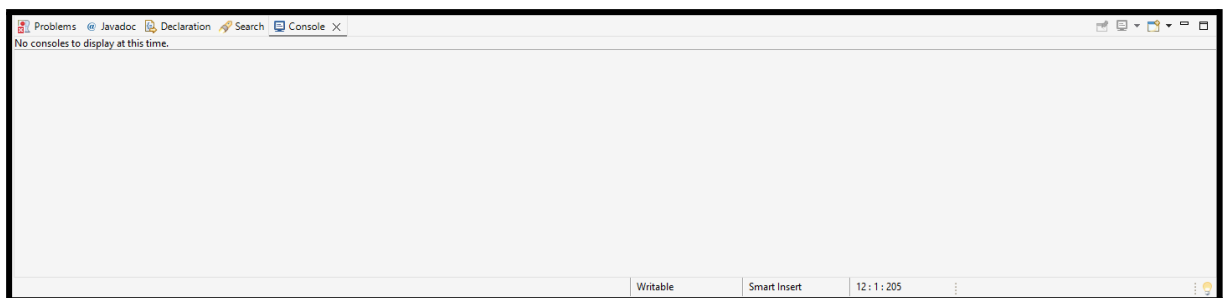 Problems @ Javadoc Declaration Search Console
No consoles to display at this time.
Writable Smart Insert 12 : 1 : 205